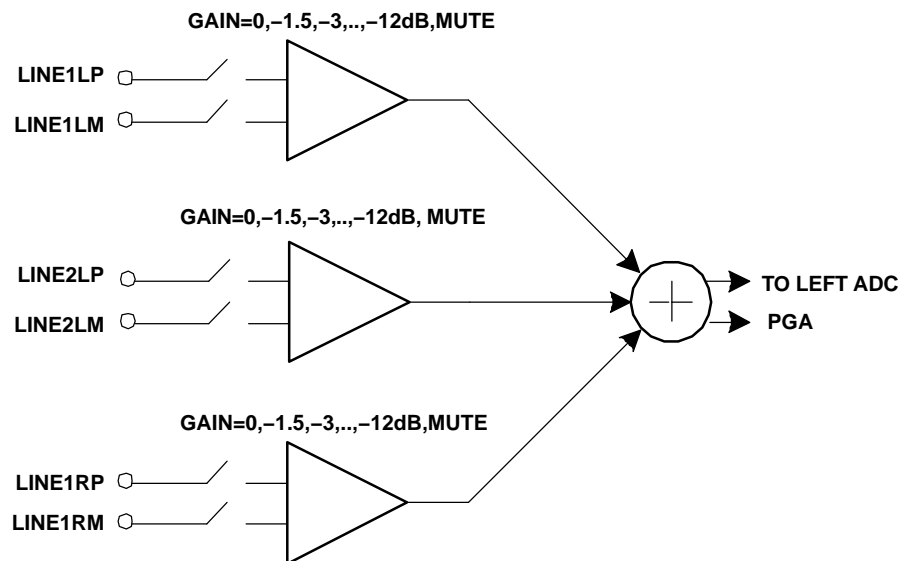 GAIN=0,−1.5,−3,..,−12dB,MUTE
LINE1LP
LINE1LM
GAIN=0,−1.5,−3,..,−12dB, MUTE
LINE2LP
LINE2LM
TO LEFT ADC
PGA
GAIN=0,−1.5,−3,..,−12dB,MUTE
LINE1RP
LINE1RM